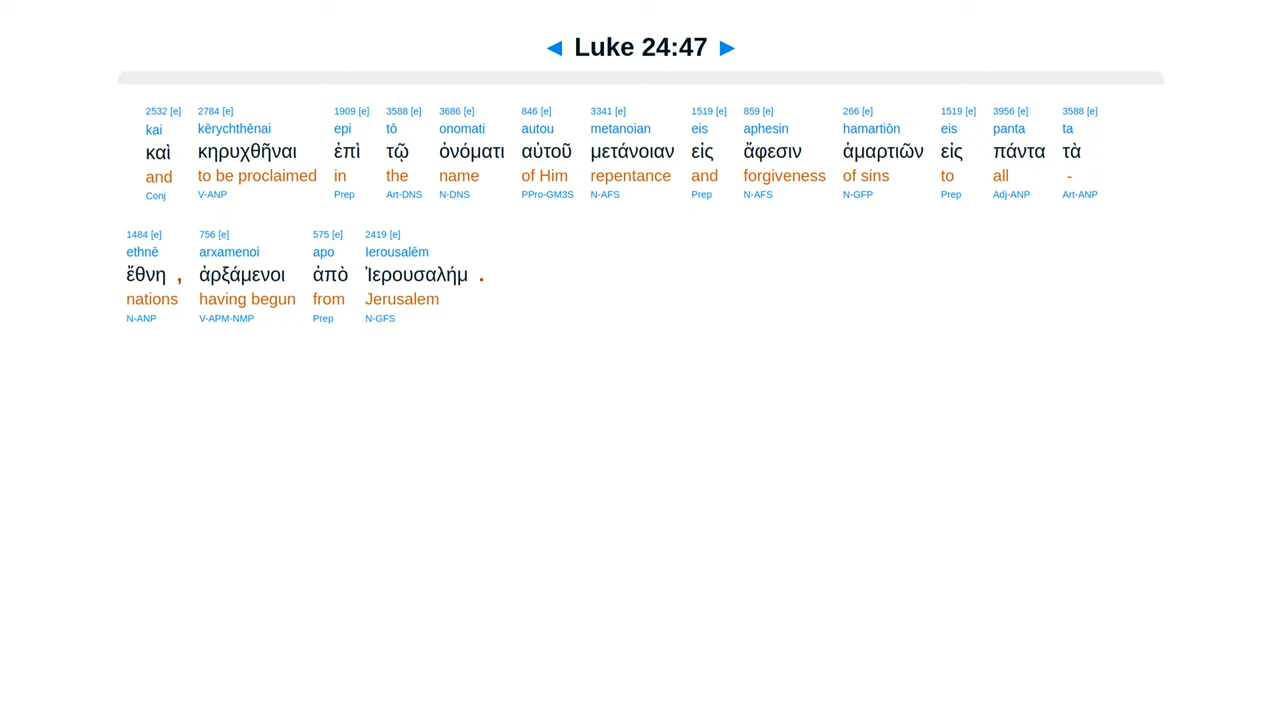 ◄ Luke 24:47 ►
2532 [e] 2784 [e] 1909 [e] 3588 [e] 3686 [e] 846 [e] 3341 [e] 1519 [e] 859 [e] 266 [e] 1519 [e] 3956 [e] 3588 [e]
kai kērychthēnai epi tō onomati autou metanoian eis aphesin hamartiōn eis panta ta
καὶ κηρυχθῆναι ἐπὶ τῷ ὀνόματι αὐτοῦ μετάνοιαν εἰς ἄφεσιν ἁμαρτιῶν εἰς πάντα τὰ
and to be proclaimed in the name of Him repentance and forgiveness of sins to all -
Conj V-ANP Prep Art-DNS N-DNS PPro-GM3S N-AFS Prep N-AFS N-GFP Prep Adj-ANP Art-ANP
1484 [e] 756 [e] 575 [e] 2419 [e]
ethnē arxamenoi apo Ierousalēm
ἔθνη , ἀρξάμενοι ἀπὸ Ἰερουσαλήμ .
nations having begun from Jerusalem
N-ANP V-APM-NMP Prep N-GFS